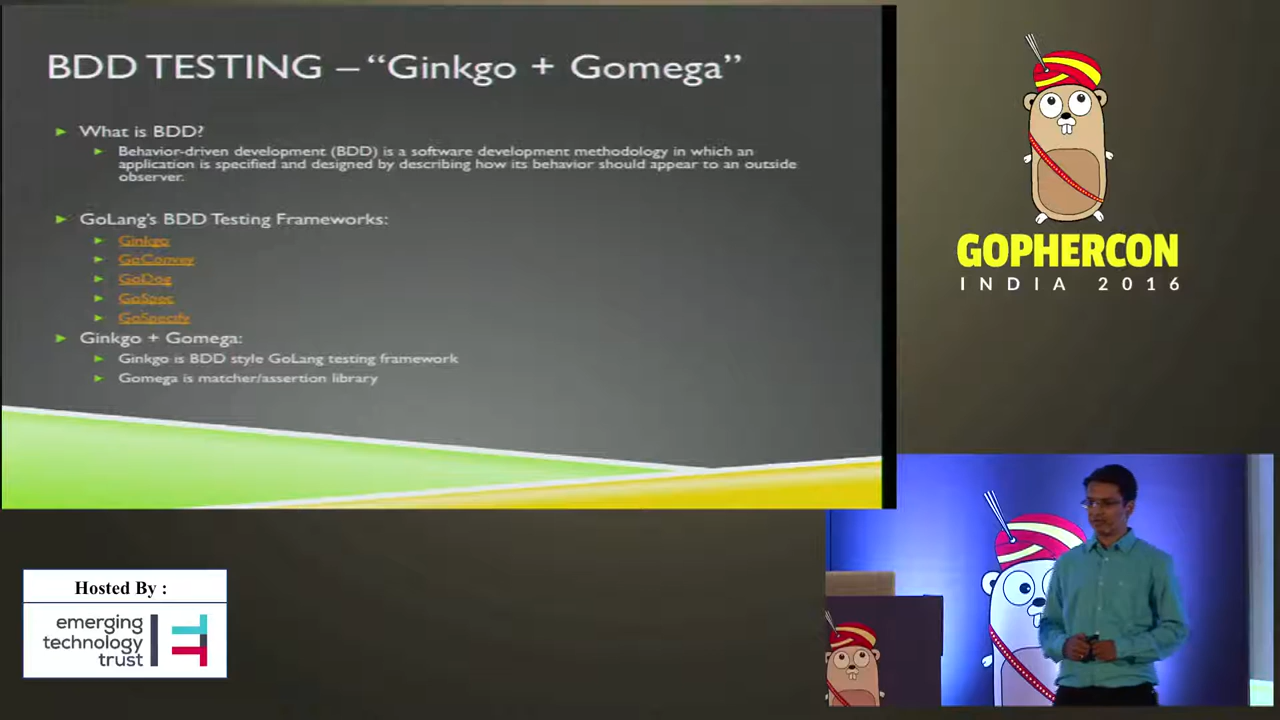 BDD TESTING – “Ginkgo + Gomega”
What is BDD?
Behavior-driven development (BDD) is a software development methodology in which an
application is specified and designed by describing how its behavior should appear to an outside
observer.
GoLang's BDD Testing Frameworks:
Ginkgo
GoConvey
GoDog
GoSpec
GoSpecify
Ginkgo + Gomega:
Ginkgo is BDD style GoLang testing framework
Gomega is matcher/assertion library
GOPHERCON
INDIA 2016
Hosted By :
emerging
technology
trust